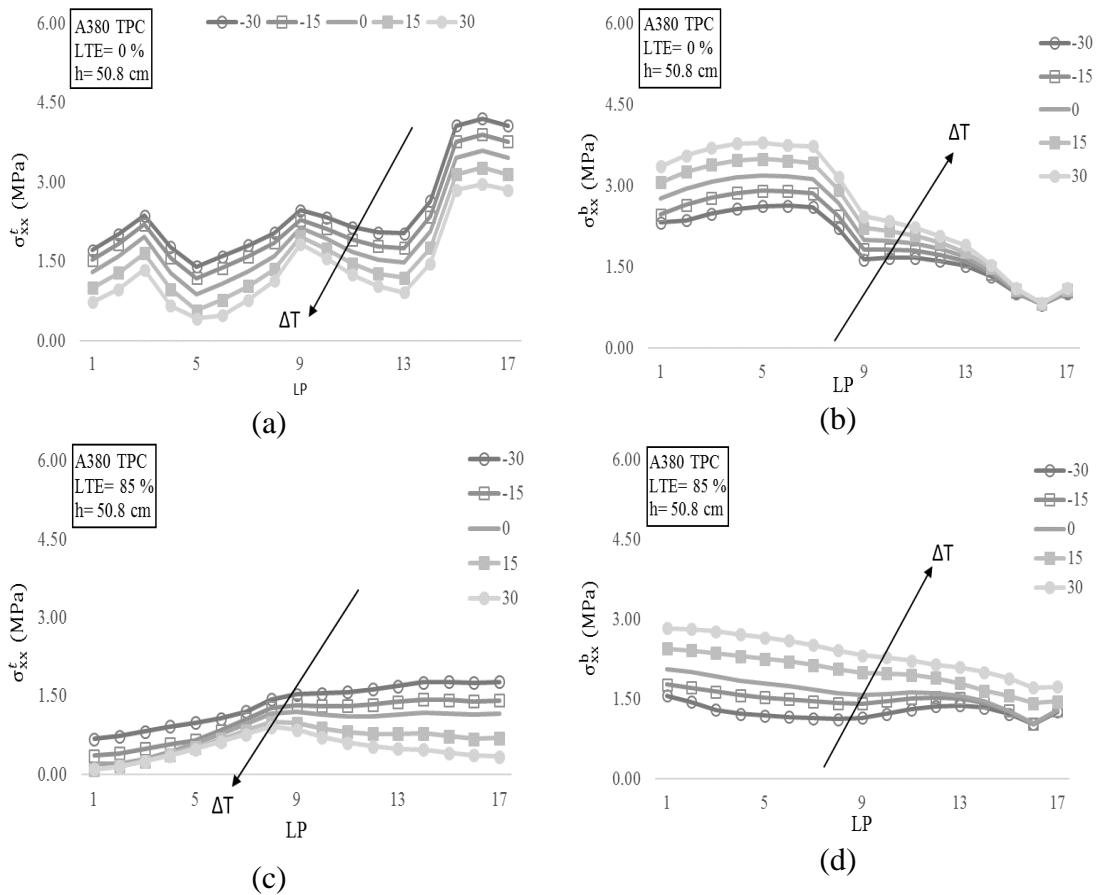 (a)
(b)
6.00
4.50
3.00
1.50
0.00
σᵗxx (MPa)
A380 TPC
LTE= 0 %
h= 50.8 cm
-30 -15 0 15 30
ΔT
1 5 9 13 17
LP
(a)
6.00
4.50
3.00
1.50
0.00
σᵇxx (MPa)
A380 TPC
LTE= 0 %
h= 50.8 cm
-30
-15
0
15
30
ΔT
1 5 9 13 17
LP
(b)
6.00
4.50
3.00
1.50
0.00
σᵗxx (MPa)
A380 TPC
LTE= 85 %
h= 50.8 cm
-30
-15
0
15
30
ΔT
1 5 9 13 17
LP
(c)
6.00
4.50
3.00
1.50
0.00
σᵇxx (MPa)
A380 TPC
LTE= 85 %
h= 50.8 cm
-30
-15
0
15
30
ΔT
1 5 9 13 17
LP
(d)